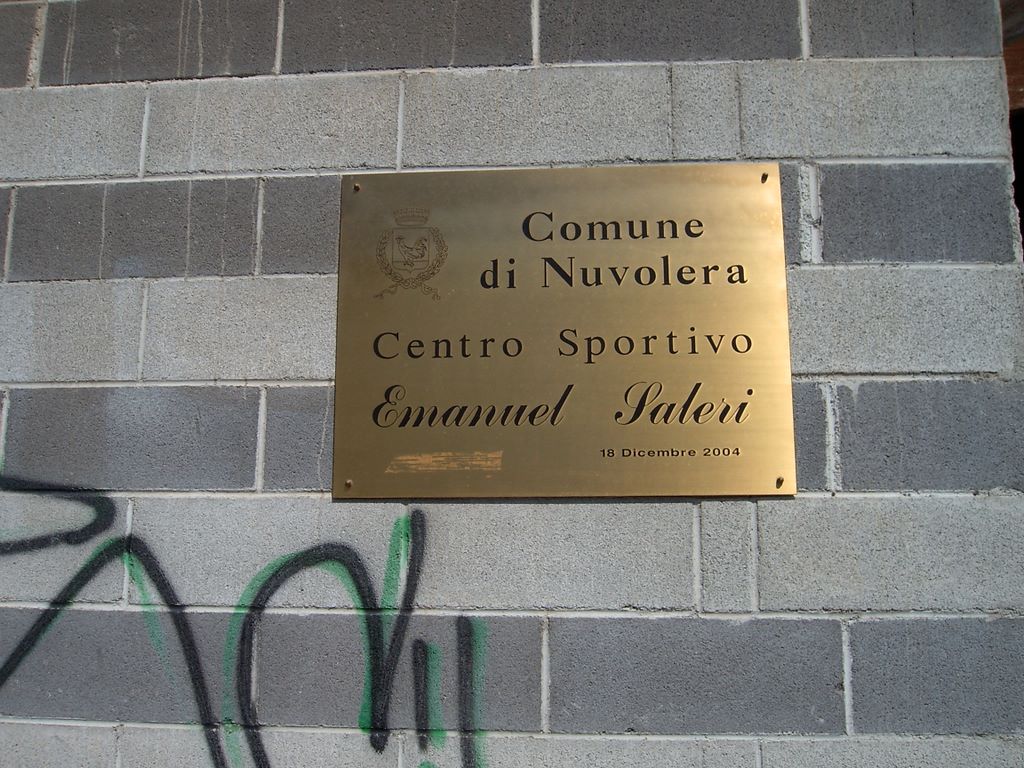 Comune
di Nuvolera
Centro Sportivo
Emanuel Saleri
18 Dicembre 2004